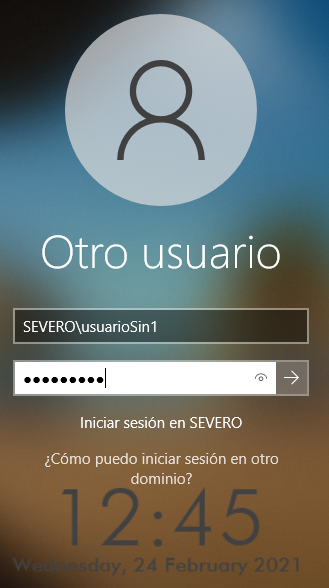 Otro usuario
SEVERO\usuarioSin1
●●●●●●●●●
Iniciar sesión en SEVERO
¿Cómo puedo iniciar sesión en otro
dominio?
12:45
Wednesday, 24 February 2021